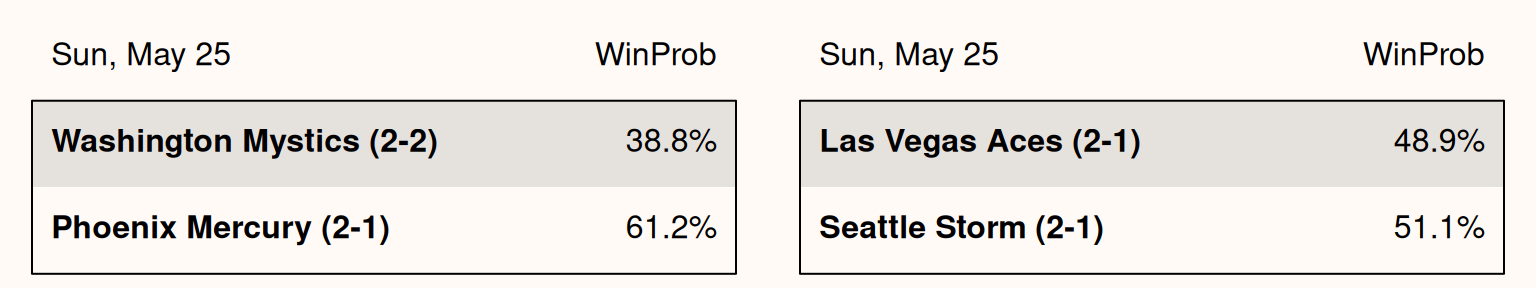 Sun, May 25 WinProb
Washington Mystics (2-2) 38.8%
Phoenix Mercury (2-1) 61.2%
Sun, May 25 WinProb
Las Vegas Aces (2-1) 48.9%
Seattle Storm (2-1) 51.1%